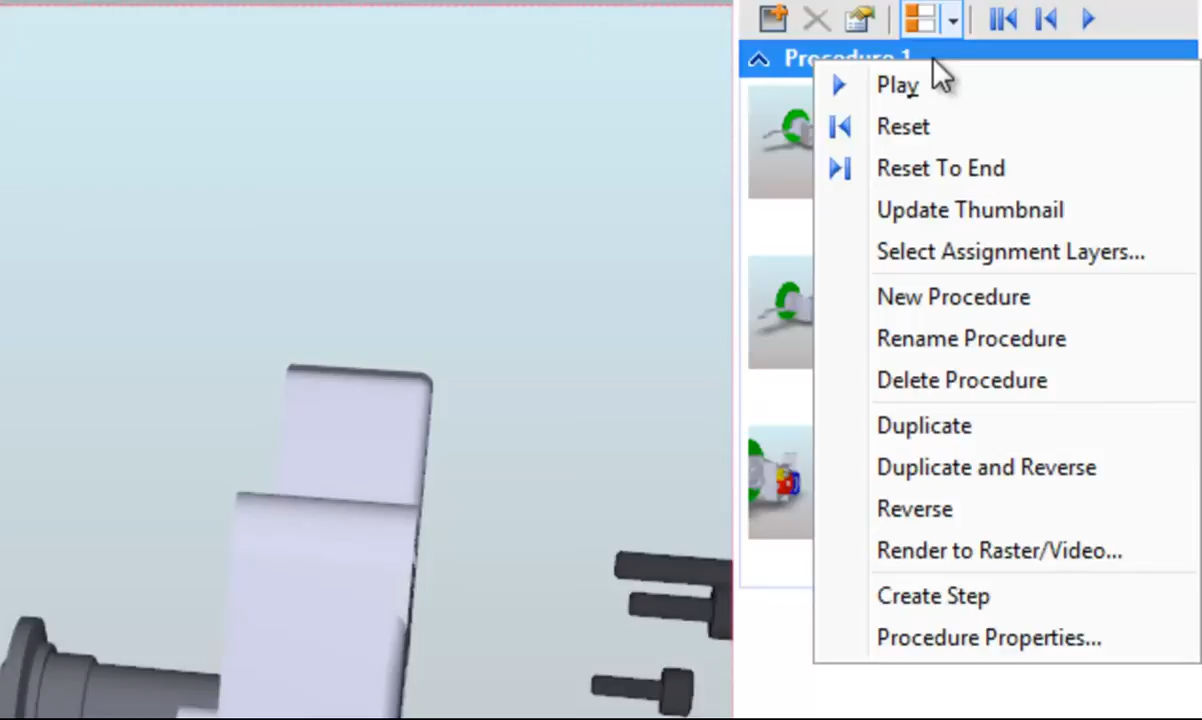 Procedure 1
Play
Reset
Reset To End
Update Thumbnail
Select Assignment Layers...
New Procedure
Rename Procedure
Delete Procedure
Duplicate
Duplicate and Reverse
Reverse
Render to Raster/Video...
Create Step
Procedure Properties...